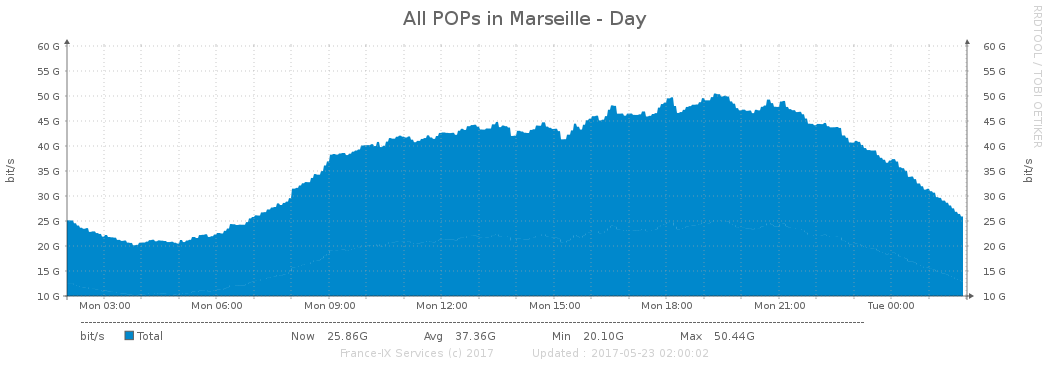 All POPs in Marseille - Day
RRDTOOL / TOBI OETIKER
bit/s
60 G 60 G
55 G 55 G
50 G 50 G
45 G 45 G
40 G 40 G
35 G 35 G
30 G 30 G
25 G 25 G
20 G 20 G
15 G 15 G
10 G 10 G
bit/s
Mon 03:00 Mon 06:00 Mon 09:00 Mon 12:00 Mon 15:00 Mon 18:00 Mon 21:00 Tue 00:00
bit/s Total Now 25.86G Avg 37.36G Min 20.10G Max 50.44G
France-IX Services (c) 2017 Updated : 2017-05-23 02:00:02